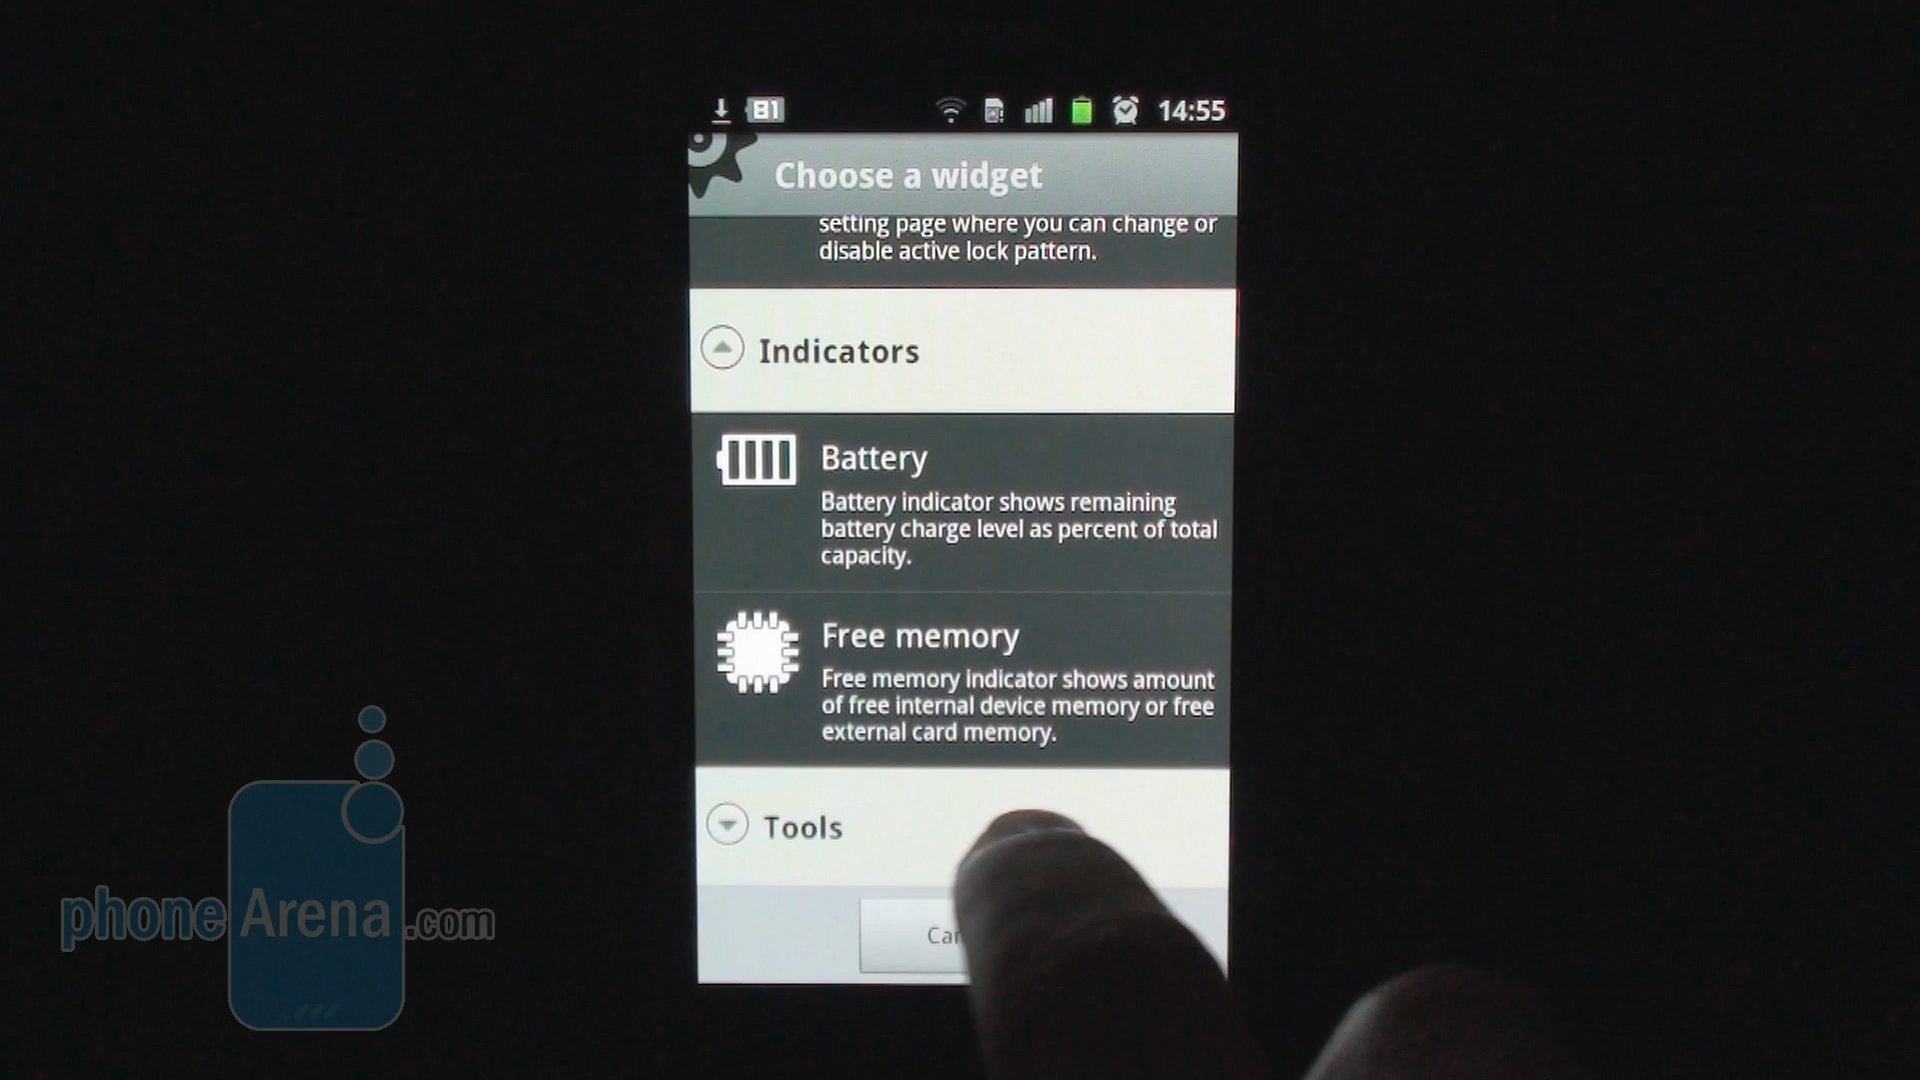 81
14:55
Choose a widget
setting page where you can change or
disable active lock pattern.
Indicators
Battery
Battery indicator shows remaining
battery charge level as percent of total
capacity.
Free memory
Free memory indicator shows amount
of free internal device memory or free
external card memory.
Tools
phoneArena.com